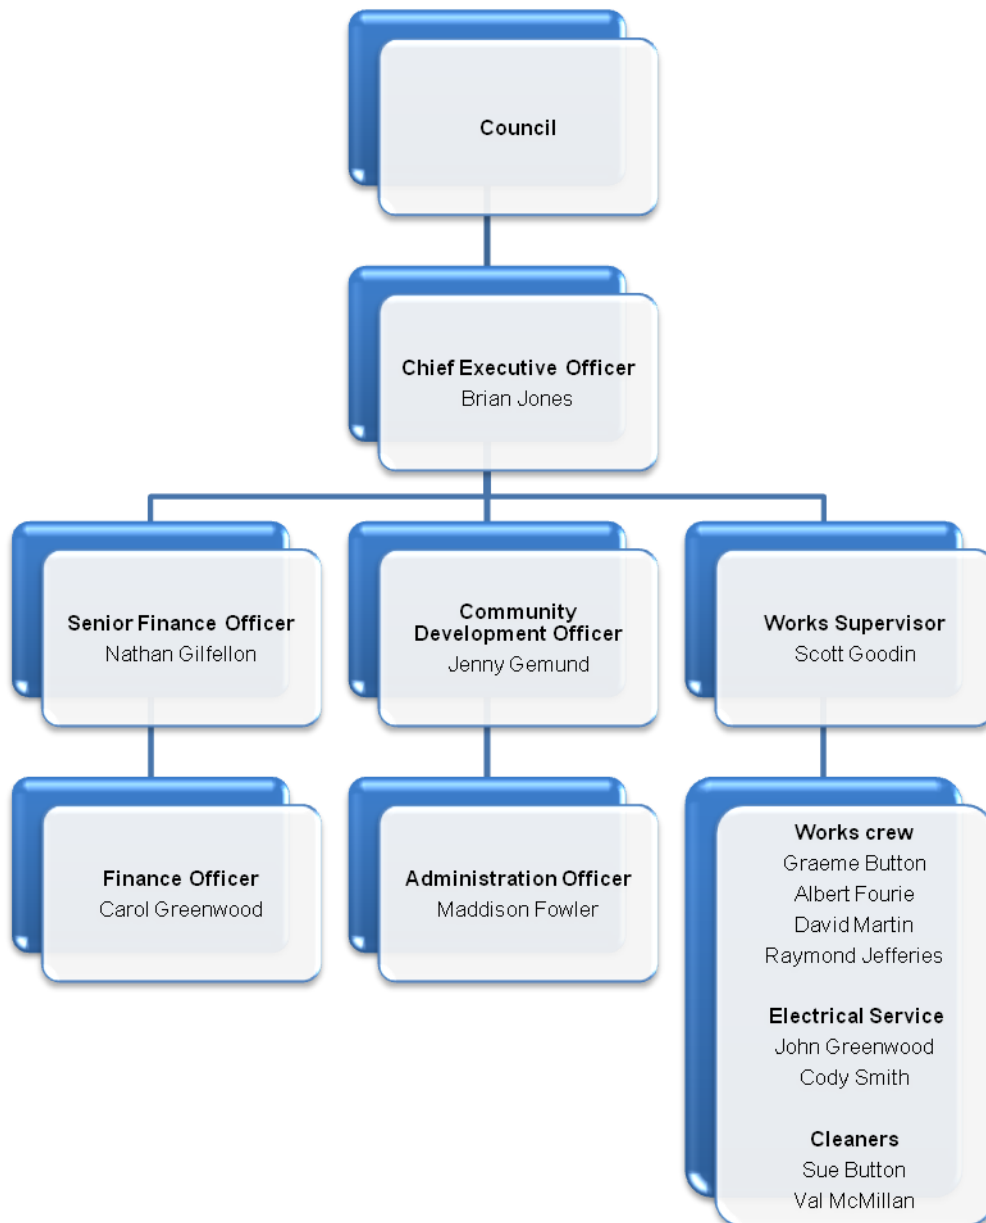 Council
Chief Executive Officer
Brian Jones
Senior Finance Officer
Nathan Gilfellon
Community
Development Officer
Jenny Gemund
Works Supervisor
Scott Goodin
Finance Officer
Carol Greenwood
Administration Officer
Maddison Fowler
Works crew
Graeme Button
Albert Fourie
David Martin
Raymond Jefferies
Electrical Service
John Greenwood
Cody Smith
Cleaners
Sue Button
Val McMillan